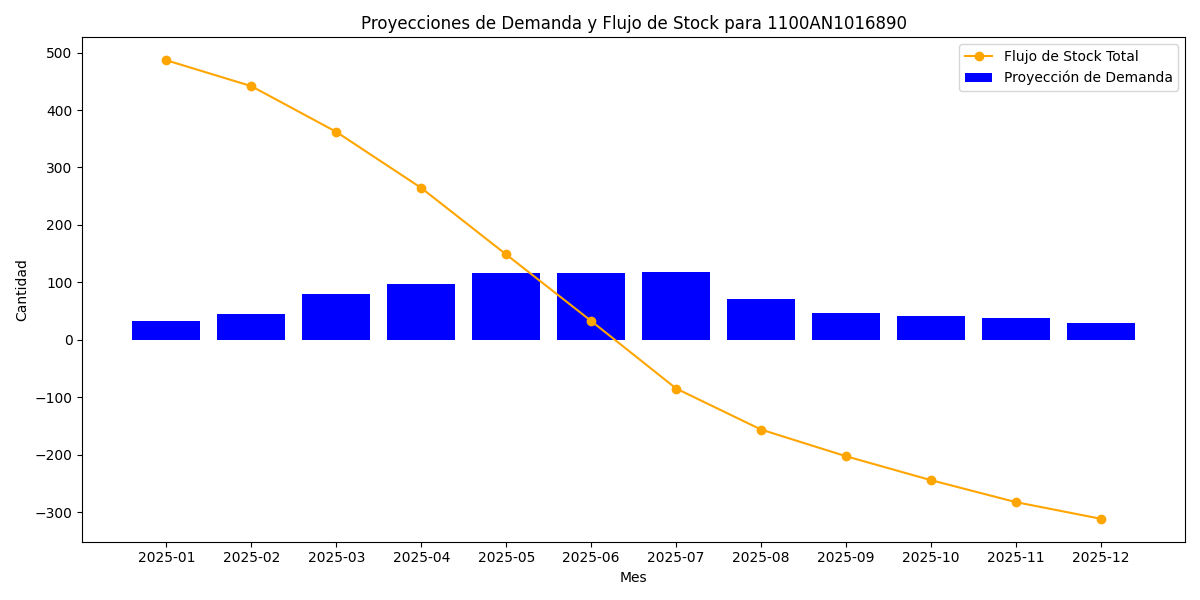 Proyecciones de Demanda y Flujo de Stock para 1100AN1016890
Flujo de Stock Total
Proyección de Demanda
Cantidad
500
400
300
200
100
0
−100
−200
−300
2025-01 2025-02 2025-03 2025-04 2025-05 2025-06 2025-07 2025-08 2025-09 2025-10 2025-11 2025-12
Mes